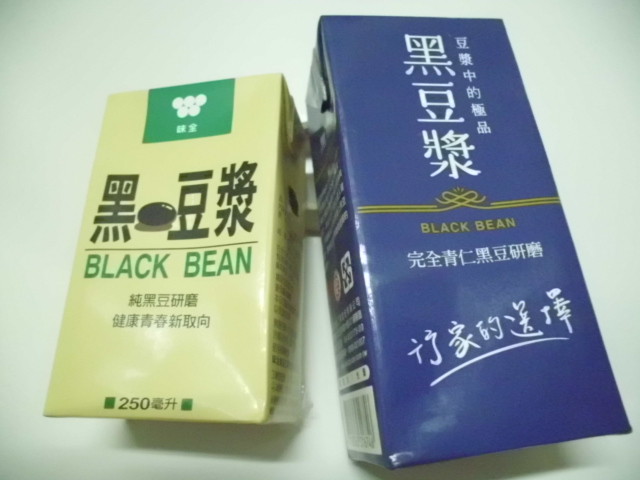 味全
黑豆漿
BLACK BEAN
純黑豆研磨
健康青春新取向
250毫升
豆漿中的極品
黑豆漿
BLACK BEAN
完全青仁黑豆研磨
行家的選擇